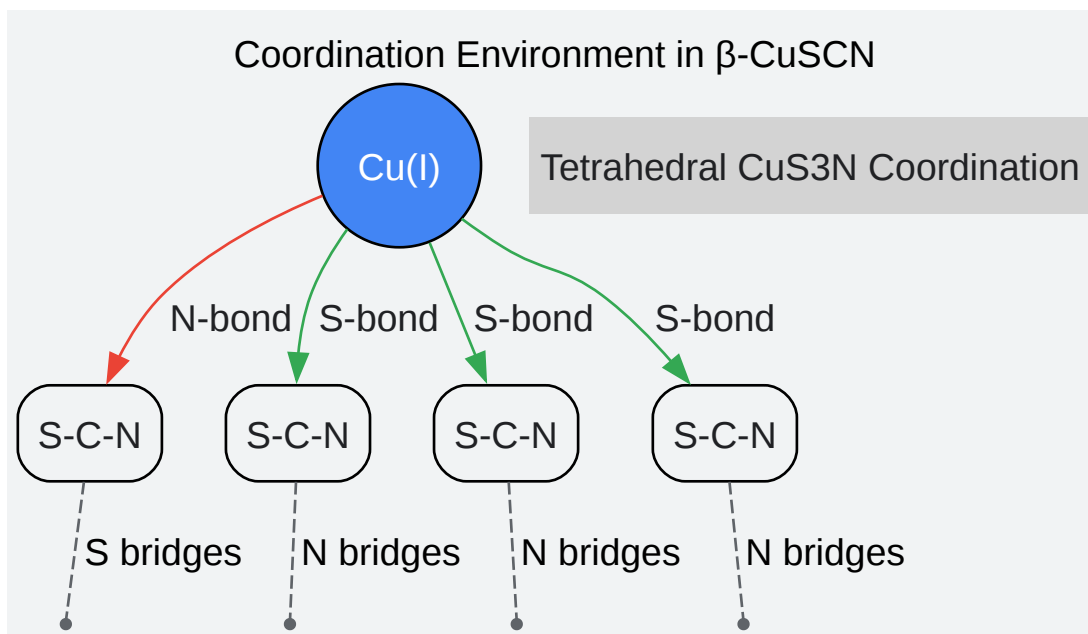 Coordination Environment in β-CuSCN
Cu(I)
Tetrahedral CuS3N Coordination
N-bond
S-bond
S-bond
S-bond
S-C-N
S-C-N
S-C-N
S-C-N
S bridges
N bridges
N bridges
N bridges